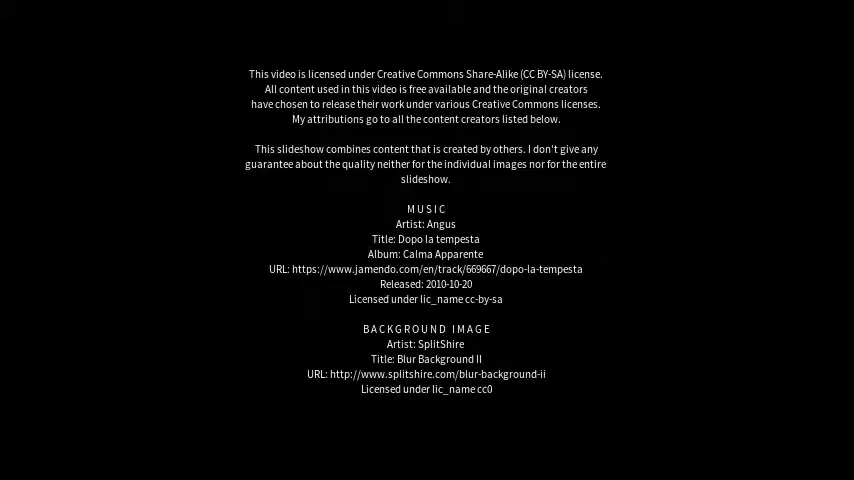 This video is licensed under Creative Commons Share-Alike (CC BY-SA) license.
All content used in this video is free available and the original creators
have chosen to release their work under various Creative Commons licenses.
My attributions go to all the content creators listed below.
This slideshow combines content that is created by others. I don't give any
guarantee about the quality neither for the individual images nor for the entire
slideshow.
MUSIC
Artist: Angus
Title: Dopo la tempesta
Album: Calma Apparente
URL: https://www.jamendo.com/en/track/669667/dopo-la-tempesta
Released: 2010-10-20
Licensed under lic_name cc-by-sa
BACKGROUND IMAGE
Artist: SplitShire
Title: Blur Background II
URL: http://www.splitshire.com/blur-background-ii
Licensed under lic_name cc0